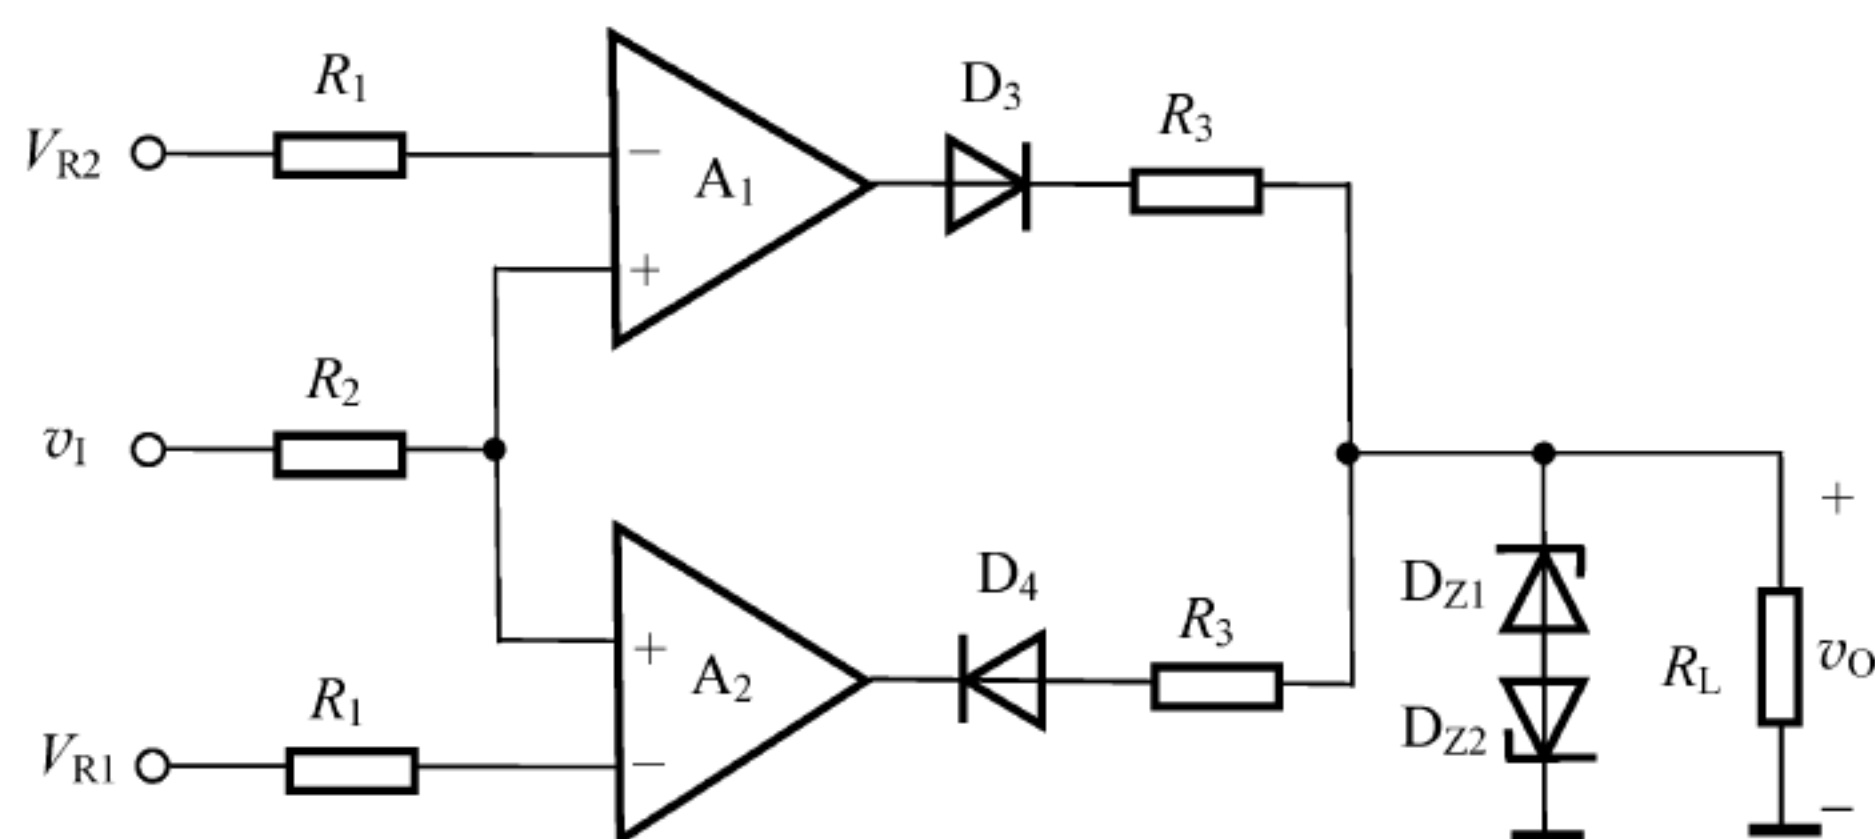 R1
D3
R3
VR2
−
A1
+
R2
vI
+
D4
R3
+
A2
DZ1
RL
vO
R1
DZ2
VR1
−
−